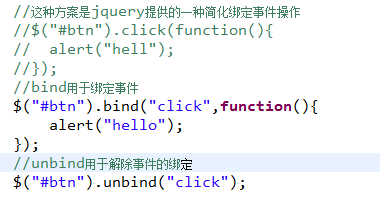 //这种方案是jquery提供的一种简化绑定事件操作
//$("#btn").click(function(){
//  alert("hell");
//});
//bind用于绑定事件
$("#btn").bind("click",function(){
    alert("hello");
});
//unbind用于解除事件的绑定
$("#btn").unbind("click");